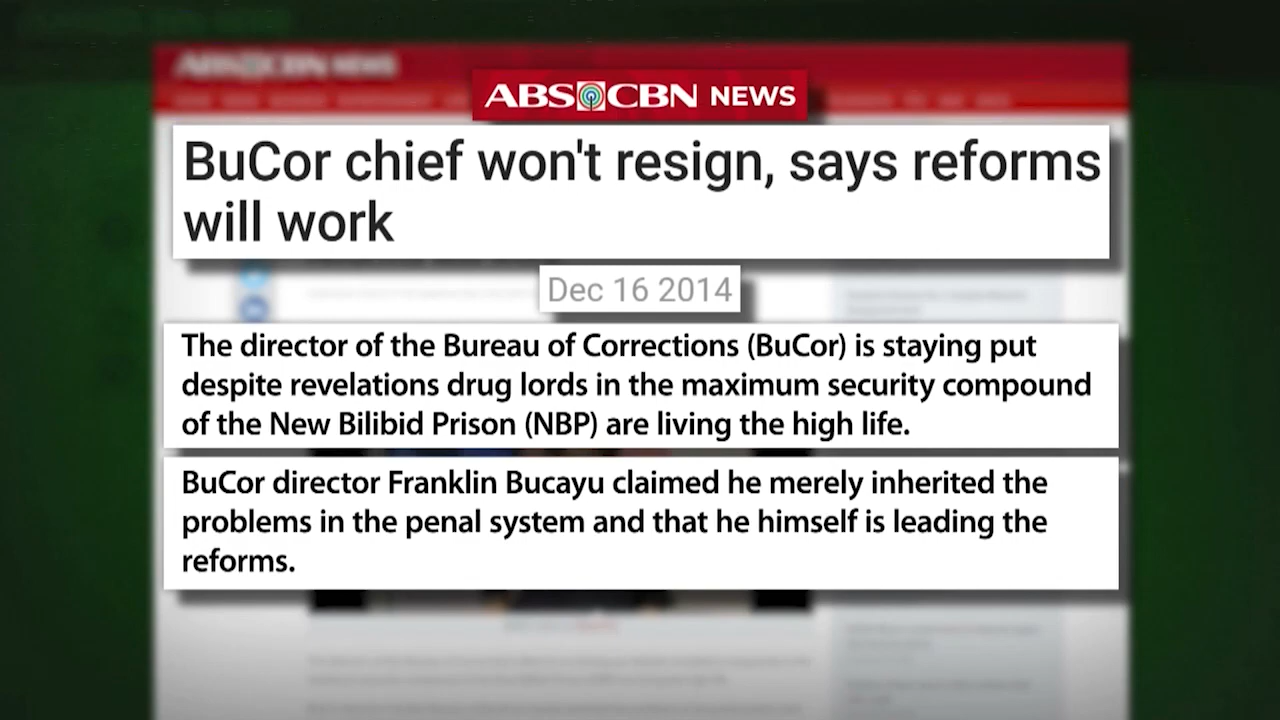 ABS CBN NEWS
ABS-CBN NEWS
BuCor chief won't resign, says reforms
will work
Dec 16 2014
The director of the Bureau of Corrections (BuCor) is staying put
despite revelations drug lords in the maximum security compound
of the New Bilibid Prison (NBP) are living the high life.
BuCor director Franklin Bucayu claimed he merely inherited the
problems in the penal system and that he himself is leading the
reforms.